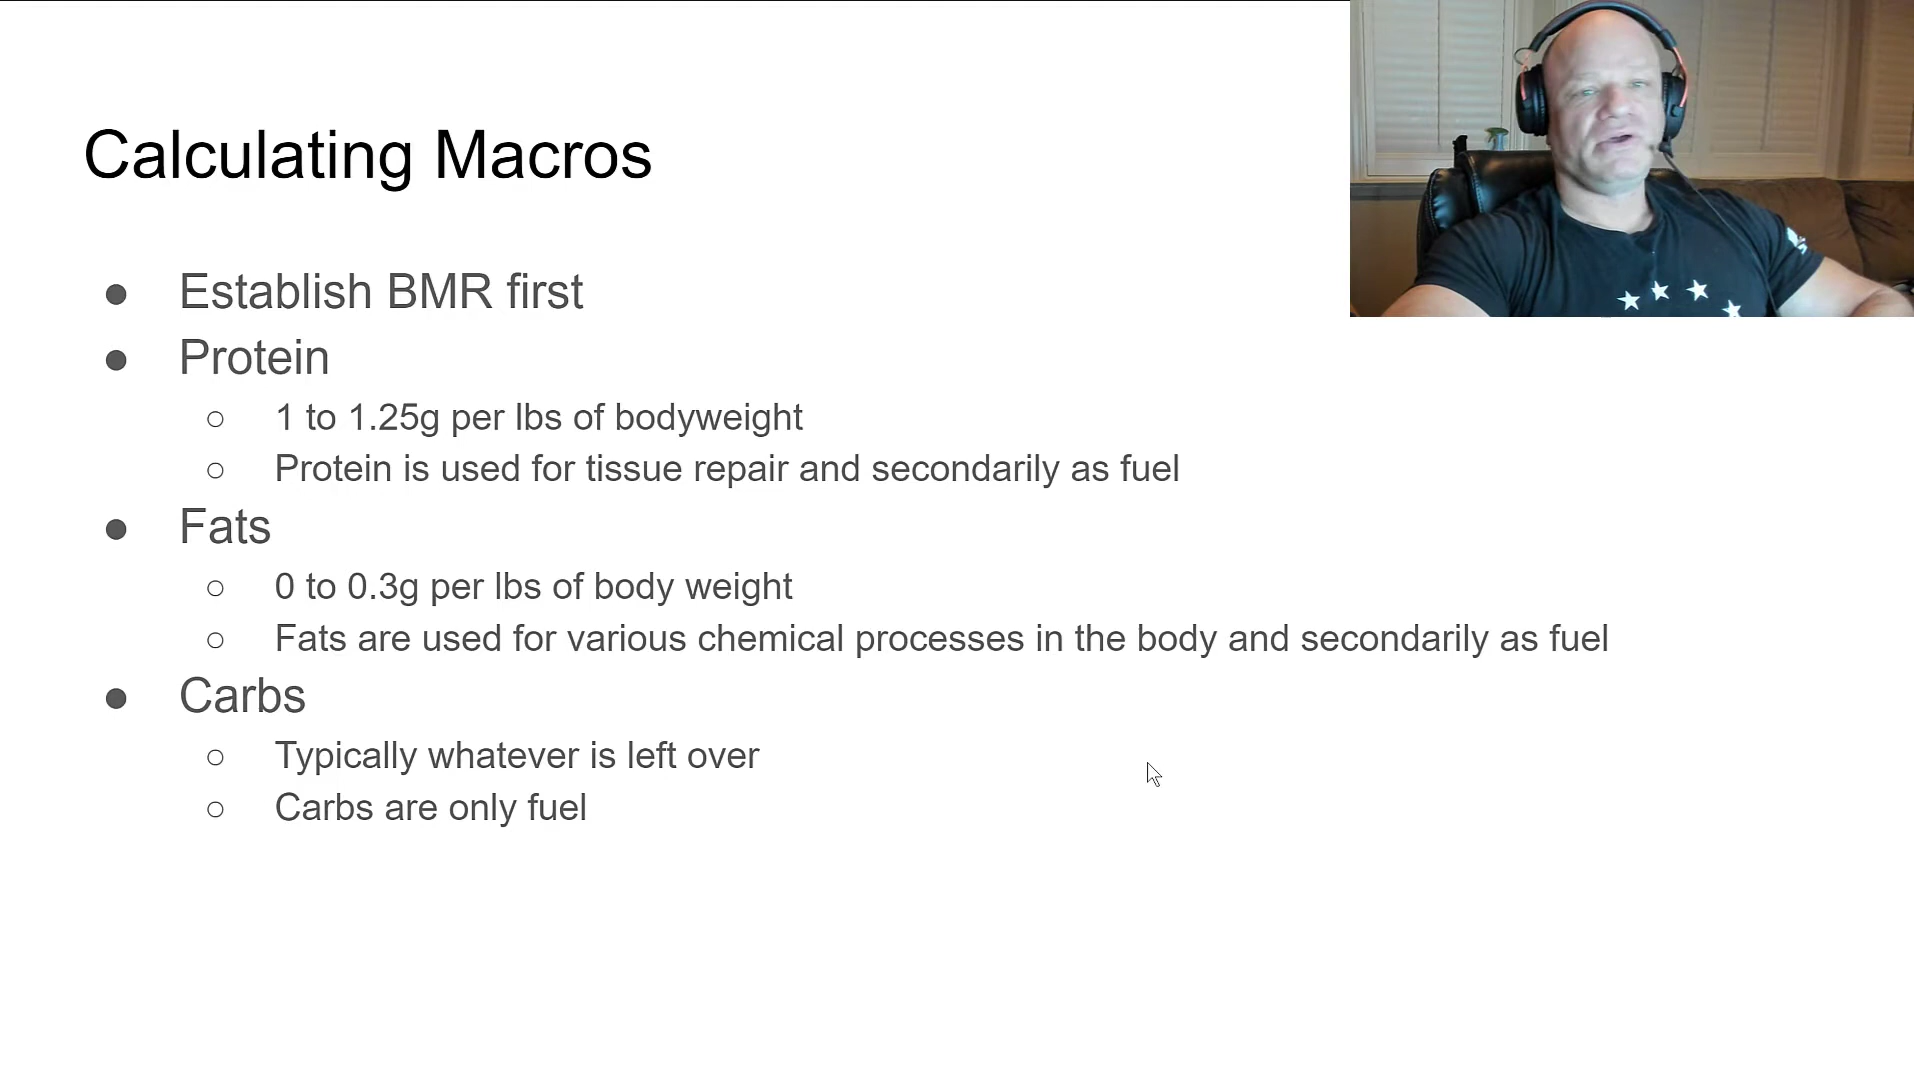 Calculating Macros
● Establish BMR first
● Protein
○ 1 to 1.25g per lbs of bodyweight
○ Protein is used for tissue repair and secondarily as fuel
● Fats
○ 0 to 0.3g per lbs of body weight
○ Fats are used for various chemical processes in the body and secondarily as fuel
● Carbs
○ Typically whatever is left over
○ Carbs are only fuel